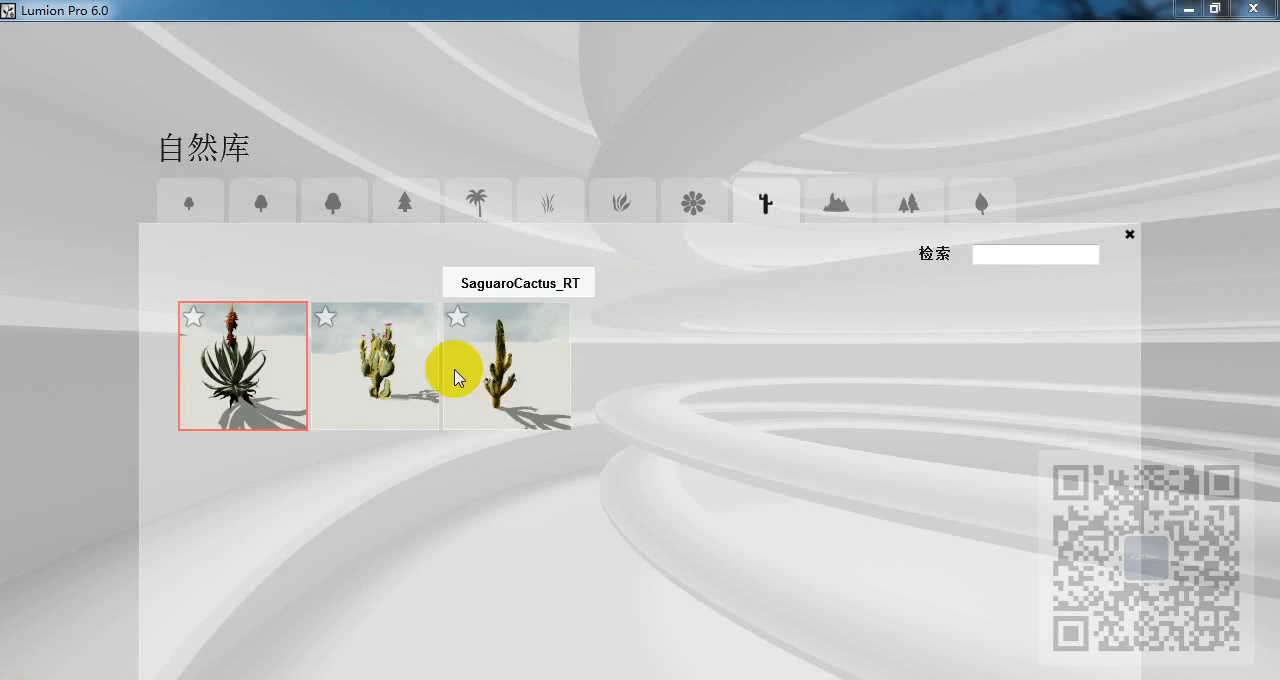 Lumion Pro 6.0
自然库
检索
SaguaroCactus_RT